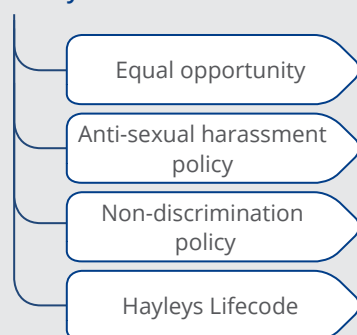 Equal opportunity
Anti-sexual harassment
policy
Non-discrimination
policy
Hayleys Lifecode